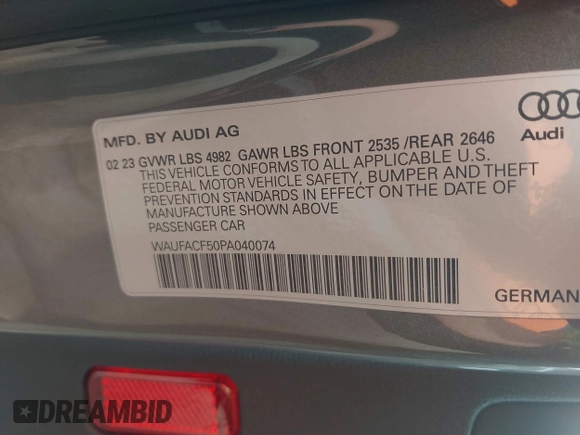 MFD. BY AUDI AG
02 23 GVWR LBS 4982 GAWR LBS FRONT 2535 /REAR 2646
THIS VEHICLE CONFORMS TO ALL APPLICABLE U.S.
FEDERAL MOTOR VEHICLE SAFETY, BUMPER AND THEFT
PREVENTION STANDARDS IN EFFECT ON THE DATE OF
MANUFACTURE SHOWN ABOVE
PASSENGER CAR
WAUFACF50PA040074
Audi
GERMAN
DREAMBID